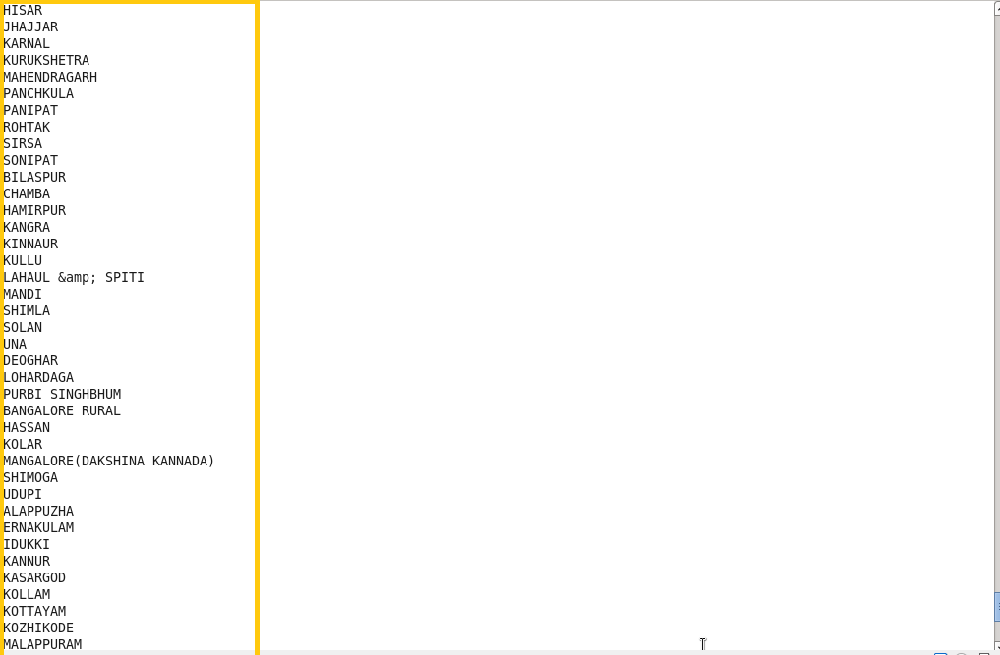 HISAR
JHAJJAR
KARNAL
KURUKSHETRA
MAHENDRAGARH
PANCHKULA
PANIPAT
ROHTAK
SIRSA
SONIPAT
BILASPUR
CHAMBA
HAMIRPUR
KANGRA
KINNAUR
KULLU
LAHAUL &amp; SPITI
MANDI
SHIMLA
SOLAN
UNA
DEOGHAR
LOHARDAGA
PURBI SINGHBHUM
BANGALORE RURAL
HASSAN
KOLAR
MANGALORE(DAKSHINA KANNADA)
SHIMOGA
UDUPI
ALAPPUZHA
ERNAKULAM
IDUKKI
KANNUR
KASARGOD
KOLLAM
KOTTAYAM
KOZHIKODE
MALAPPURAM